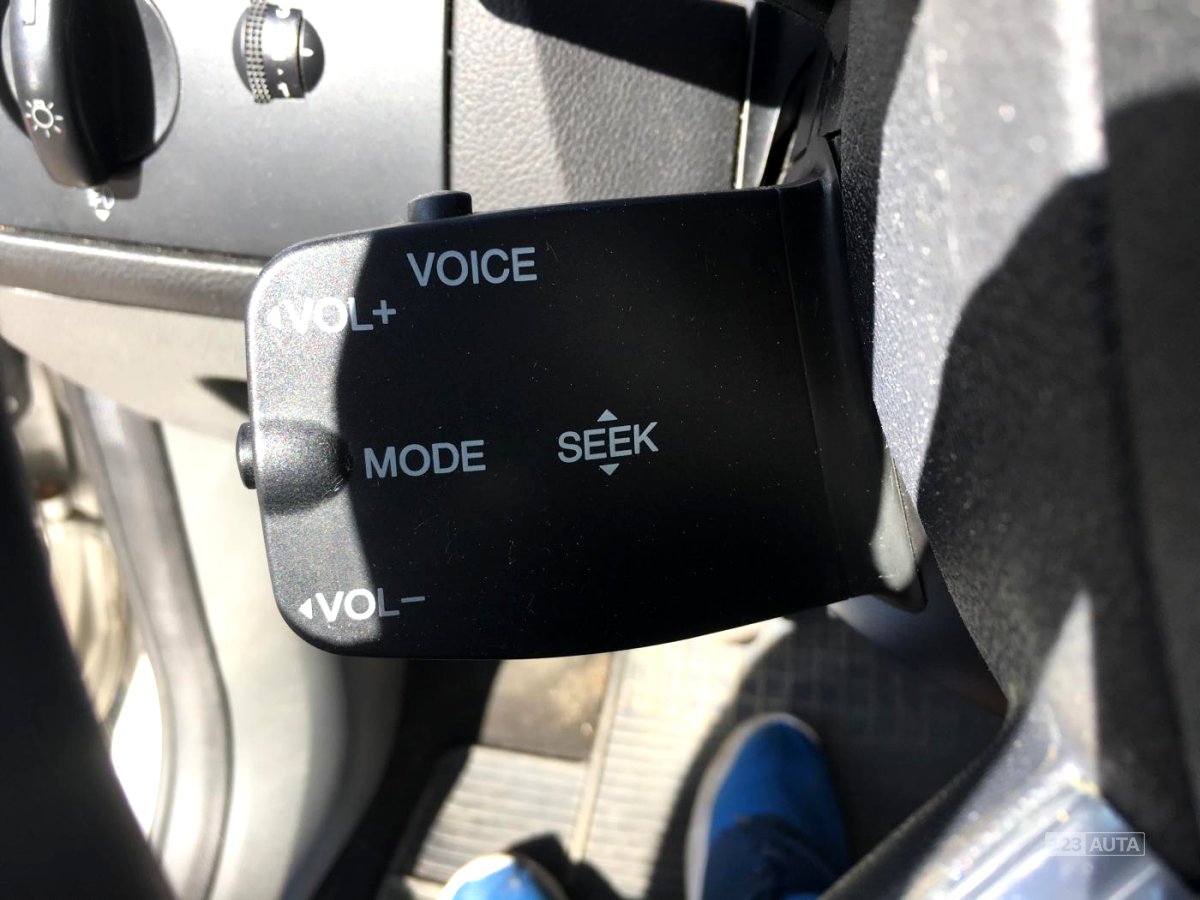 VOICE
◀VOL+
MODE
SEEK
◀VOL−
123 AUTA